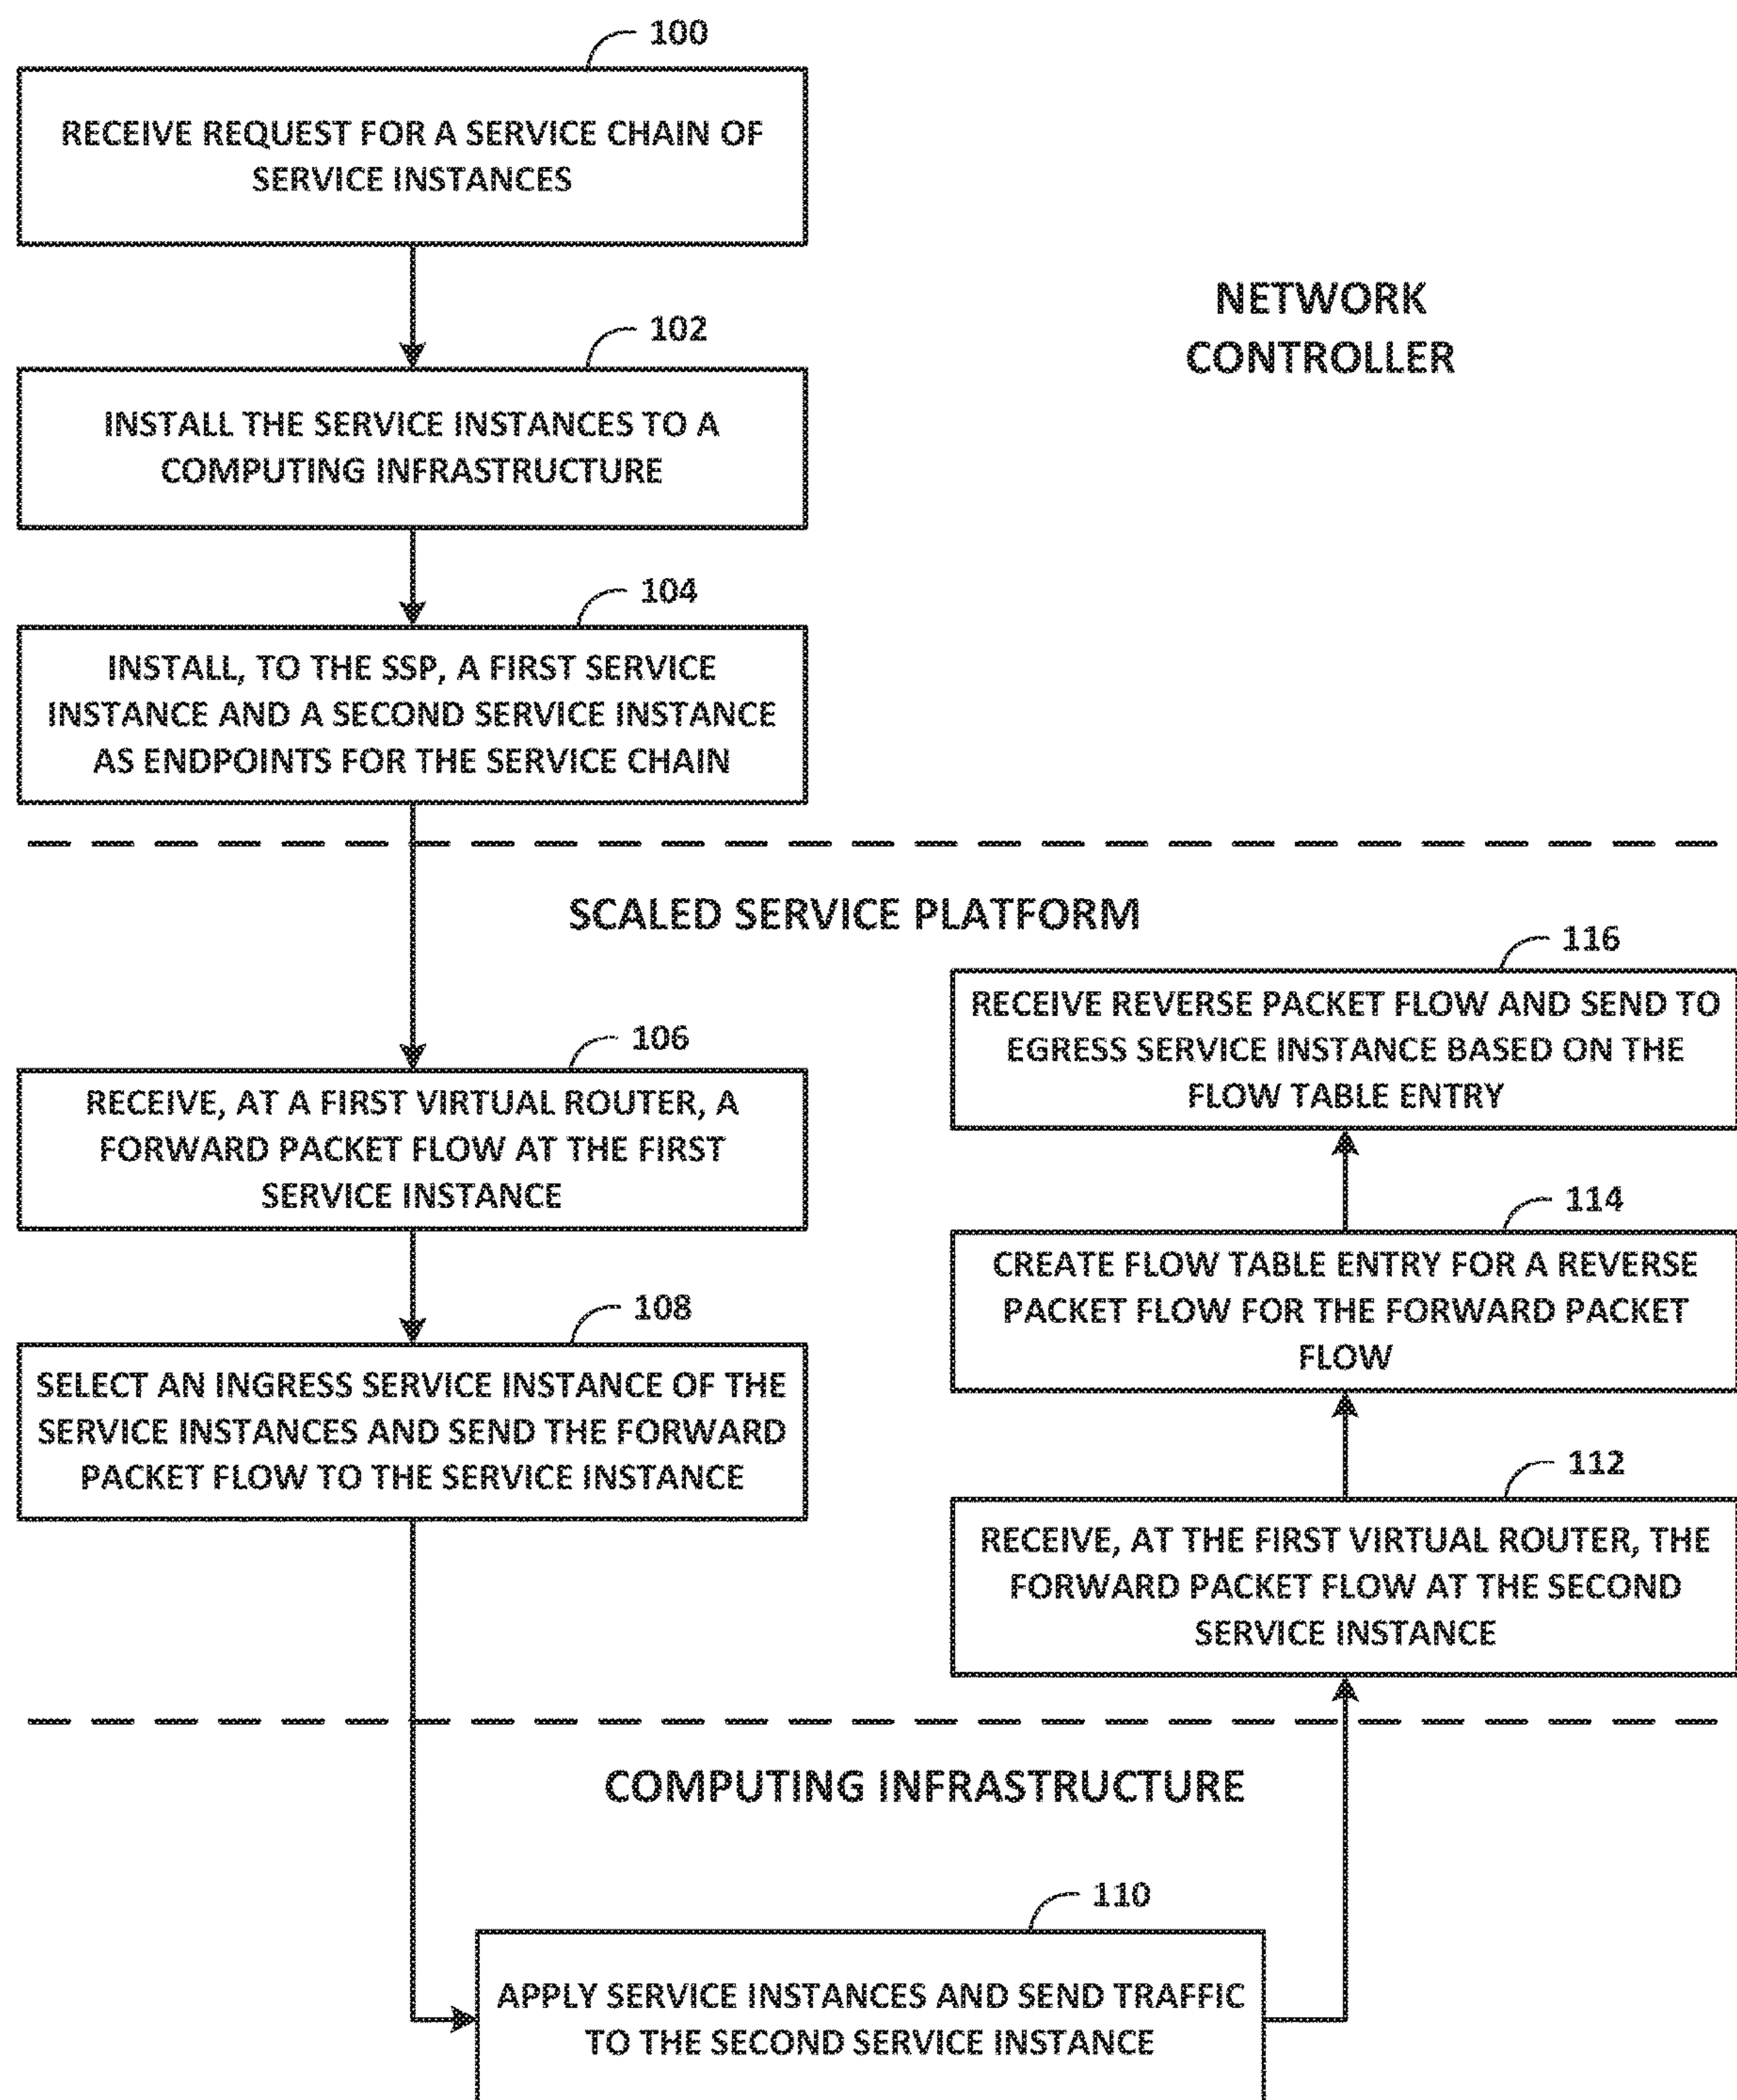 100
RECEIVE REQUEST FOR A SERVICE CHAIN OF
SERVICE INSTANCES
NETWORK
CONTROLLER
102
INSTALL THE SERVICE INSTANCES TO A
COMPUTING INFRASTRUCTURE
104
INSTALL, TO THE SSP, A FIRST SERVICE
INSTANCE AND A SECOND SERVICE INSTANCE
AS ENDPOINTS FOR THE SERVICE CHAIN
SCALED SERVICE PLATFORM
106
RECEIVE, AT A FIRST VIRTUAL ROUTER, A
FORWARD PACKET FLOW AT THE FIRST
SERVICE INSTANCE
108
SELECT AN INGRESS SERVICE INSTANCE OF THE
SERVICE INSTANCES AND SEND THE FORWARD
PACKET FLOW TO THE SERVICE INSTANCE
116
RECEIVE REVERSE PACKET FLOW AND SEND TO
EGRESS SERVICE INSTANCE BASED ON THE
FLOW TABLE ENTRY
114
CREATE FLOW TABLE ENTRY FOR A REVERSE
PACKET FLOW FOR THE FORWARD PACKET
FLOW
112
RECEIVE, AT THE FIRST VIRTUAL ROUTER, THE
FORWARD PACKET FLOW AT THE SECOND
SERVICE INSTANCE
COMPUTING INFRASTRUCTURE
110
APPLY SERVICE INSTANCES AND SEND TRAFFIC
TO THE SECOND SERVICE INSTANCE